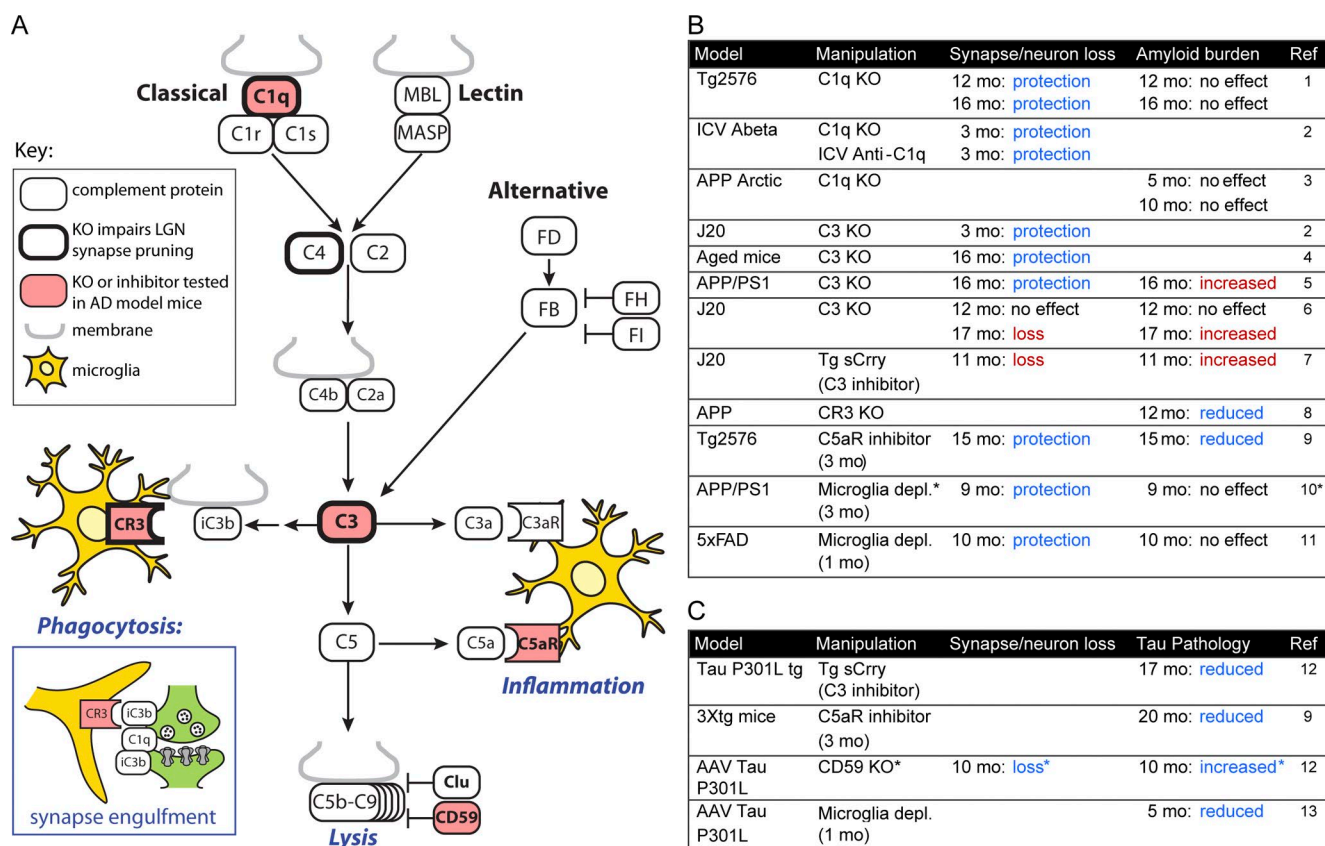 A
Classical
Lectin
C1q
MBL
C1r
C1s
MASP
Key:
complement protein
KO impairs LGN
synapse pruning
KO or inhibitor tested
in AD model mice
membrane
microglia
Alternative
C4
C2
FD
FB
FH
FI
C4b
C2a
CR3
iC3b
C3
C3a
C3aR
Phagocytosis:
C5
C5a
C5aR
Inflammation
CR3
iC3b
C1q
iC3b
synapse engulfment
C5b-C9
Clu
CD59
Lysis
B
Model Manipulation Synapse/neuron loss Amyloid burden Ref
Tg2576 C1q KO 12 mo: protection 12 mo: no effect 1
16 mo: protection 16 mo: no effect
ICV Abeta C1q KO 3 mo: protection 2
ICV Anti-C1q 3 mo: protection
APP Arctic C1q KO 5 mo: no effect 3
10 mo: no effect
J20 C3 KO 3 mo: protection 2
Aged mice C3 KO 16 mo: protection 4
APP/PS1 C3 KO 16 mo: protection 16 mo: increased 5
J20 C3 KO 12 mo: no effect 12 mo: no effect 6
17 mo: loss 17 mo: increased
J20 Tg sCrry 11 mo: loss 11 mo: increased 7
(C3 inhibitor)
APP CR3 KO 12 mo: reduced 8
Tg2576 C5aR inhibitor 15 mo: protection 15 mo: reduced 9
(3 mo)
APP/PS1 Microglia depl.* 9 mo: protection 9 mo: no effect 10*
(3 mo)
5xFAD Microglia depl. 10 mo: protection 10 mo: no effect 11
(1 mo)
C
Model Manipulation Synapse/neuron loss Tau Pathology Ref
Tau P301L tg Tg sCrry 17 mo: reduced 12
(C3 inhibitor)
3Xtg mice C5aR inhibitor 20 mo: reduced 9
(3 mo)
AAV Tau CD59 KO* 10 mo: loss* 10 mo: increased* 12
P301L
AAV Tau Microglia depl. 5 mo: reduced 13
P301L (1 mo)